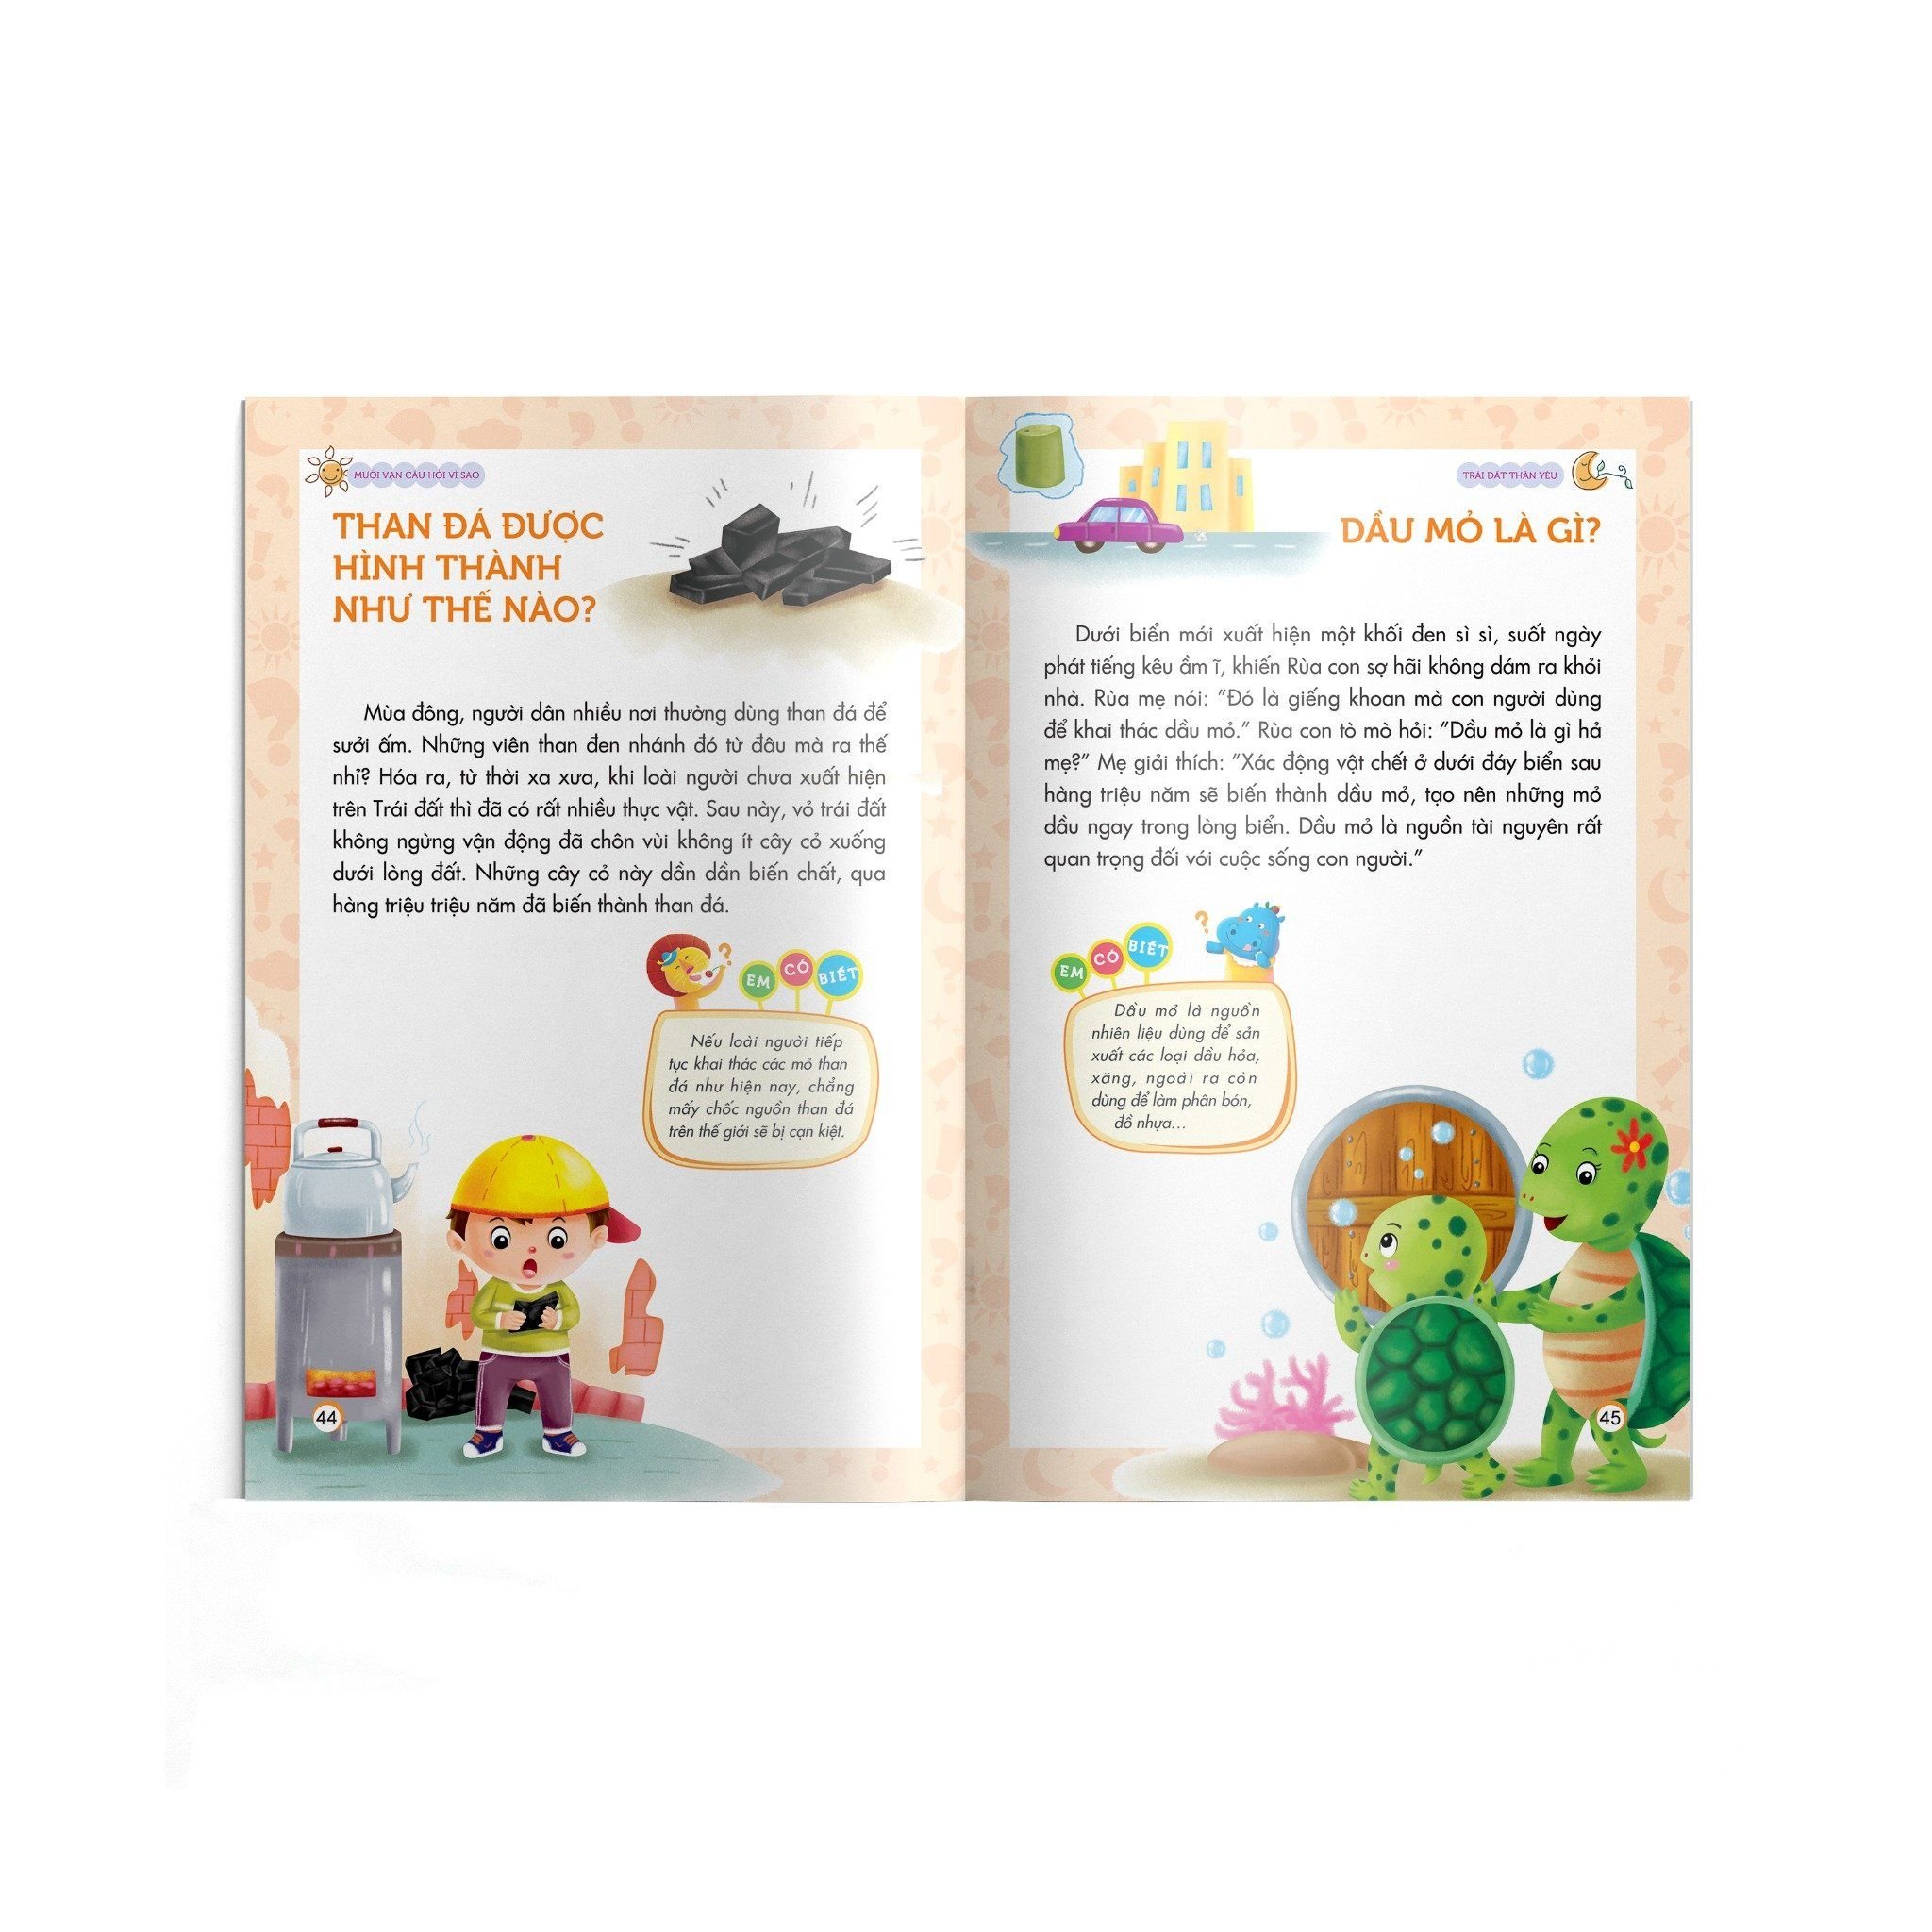 MƯỜI VẠN CÂU HỎI VÌ SAO
THAN ĐÁ ĐƯỢC
HÌNH THÀNH
NHƯ THẾ NÀO?
Mùa đông, người dân nhiều nơi thường dùng than đá để
sưởi ấm. Những viên than đen nhánh đó từ đâu mà ra thế
nhỉ? Hóa ra, từ thời xa xưa, khi loài người chưa xuất hiện
trên Trái đất thì đã có rất nhiều thực vật. Sau này, vỏ trái đất
không ngừng vận động đã chôn vùi không ít cây cỏ xuống
dưới lòng đất. Những cây cỏ này dần dần biến chất, qua
hàng triệu triệu năm đã biến thành than đá.
EM CÓ BIẾT
Nếu loài người tiếp
tục khai thác các mỏ than
đá như hiện nay, chẳng
mấy chốc nguồn than đá
trên thế giới sẽ bị cạn kiệt.
44
TRÁI ĐẤT THÂN YÊU
DẦU MỎ LÀ GÌ?
Dưới biển mới xuất hiện một khối đen sì sì, suốt ngày
phát tiếng kêu ầm ĩ, khiến Rùa con sợ hãi không dám ra khỏi
nhà. Rùa mẹ nói: "Đó là giếng khoan mà con người dùng
để khai thác dầu mỏ." Rùa con tò mò hỏi: "Dầu mỏ là gì hả
mẹ?" Mẹ giải thích: "Xác động vật chết ở dưới đáy biển sau
hàng triệu năm sẽ biến thành dầu mỏ, tạo nên những mỏ
dầu ngay trong lòng biển. Dầu mỏ là nguồn tài nguyên rất
quan trọng đối với cuộc sống con người."
EM CÓ BIẾT
Dầu mỏ là nguồn
nhiên liệu dùng để sản
xuất các loại dầu hỏa,
xăng, ngoài ra còn
dùng để làm phân bón,
đồ nhựa...
45